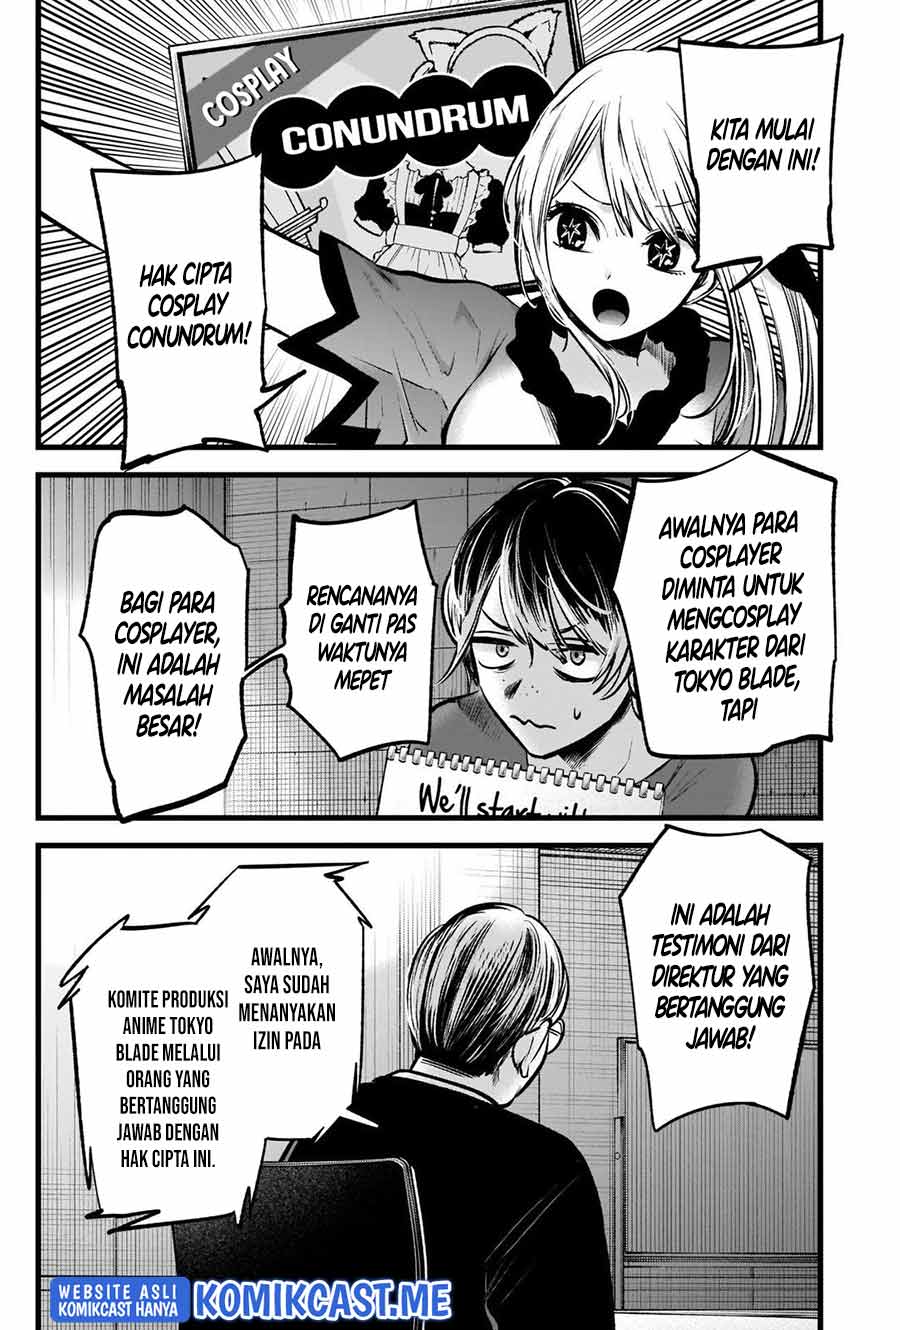 KITA MULAI
DENGAN INI!
COSPLAY
CONUNDRUM
HAK CIPTA
COSPLAY
CONUNDRUM!
AWALNYA PARA
COSPLAYER
DIMINTA UNTUK
MENGCOSPLAY
KARAKTER DARI
TOKYO BLADE,
TAPI
RENCANANYA
DI GANTI PAS
WAKTUNYA
MEPET
BAGI PARA
COSPLAYER,
INI ADALAH
MASALAH
BESAR!
We'll start
INI ADALAH
TESTIMONI DARI
DIREKTUR YANG
BERTANGGUNG
JAWAB!
AWALNYA,
SAYA SUDAH
MENANYAKAN
IZIN PADA
KOMITE PRODUKSI
ANIME TOKYO
BLADE MELALUI
ORANG YANG
BERTANGGUNG
JAWAB DENGAN
HAK CIPTA INI.
WEBSITE ASLI
KOMIKCAST HANYA
KOMIKCAST.ME